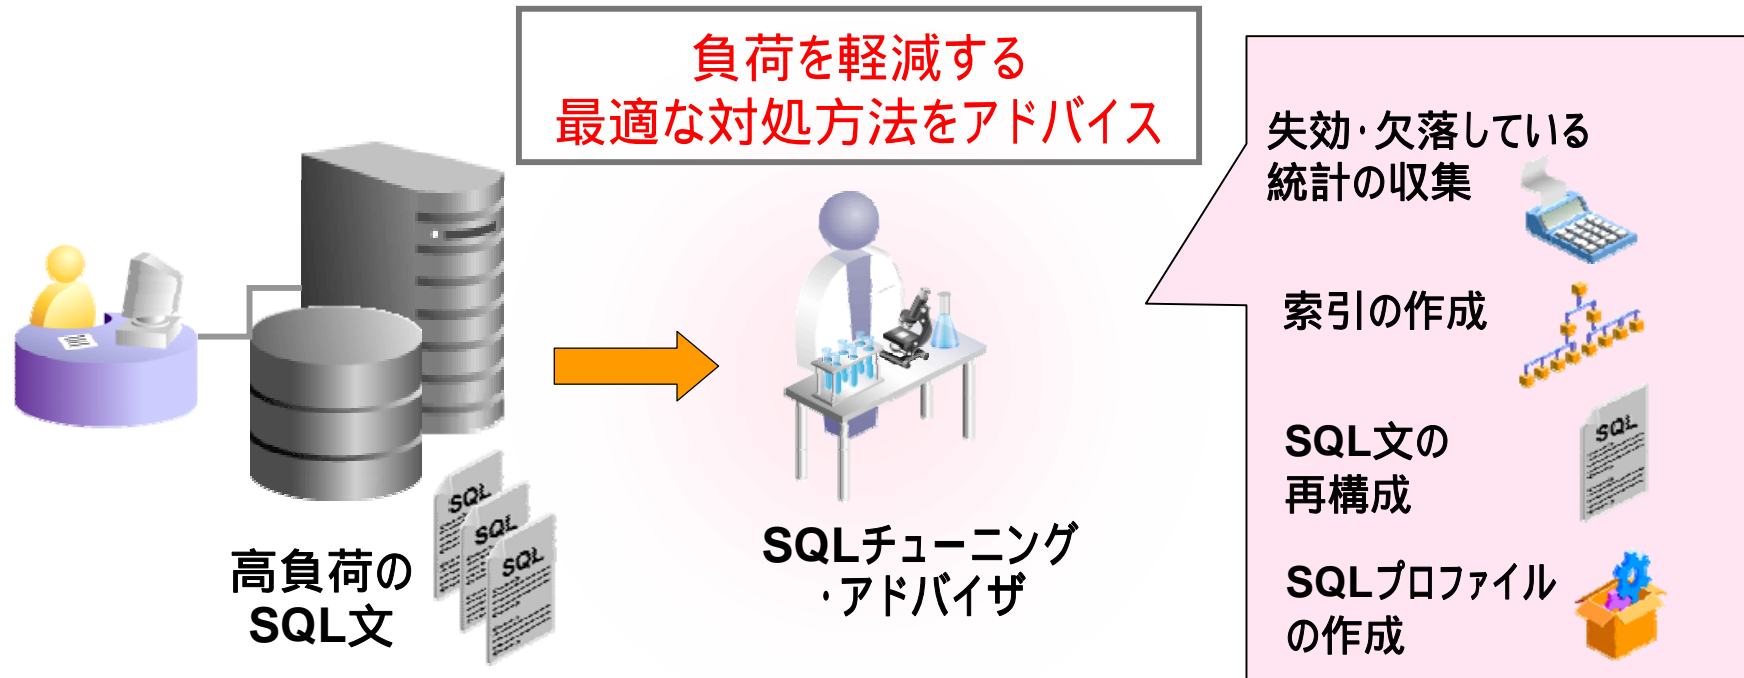 負荷を軽減する
最適な対処方法をアドバイス
高負荷の
SQL文
SQL
SQL
SQL
SQLチューニング
・アドバイザ
失効・欠落している
統計の収集
索引の作成
SQL文の
再構成
SQL
SQLプロファイル
の作成